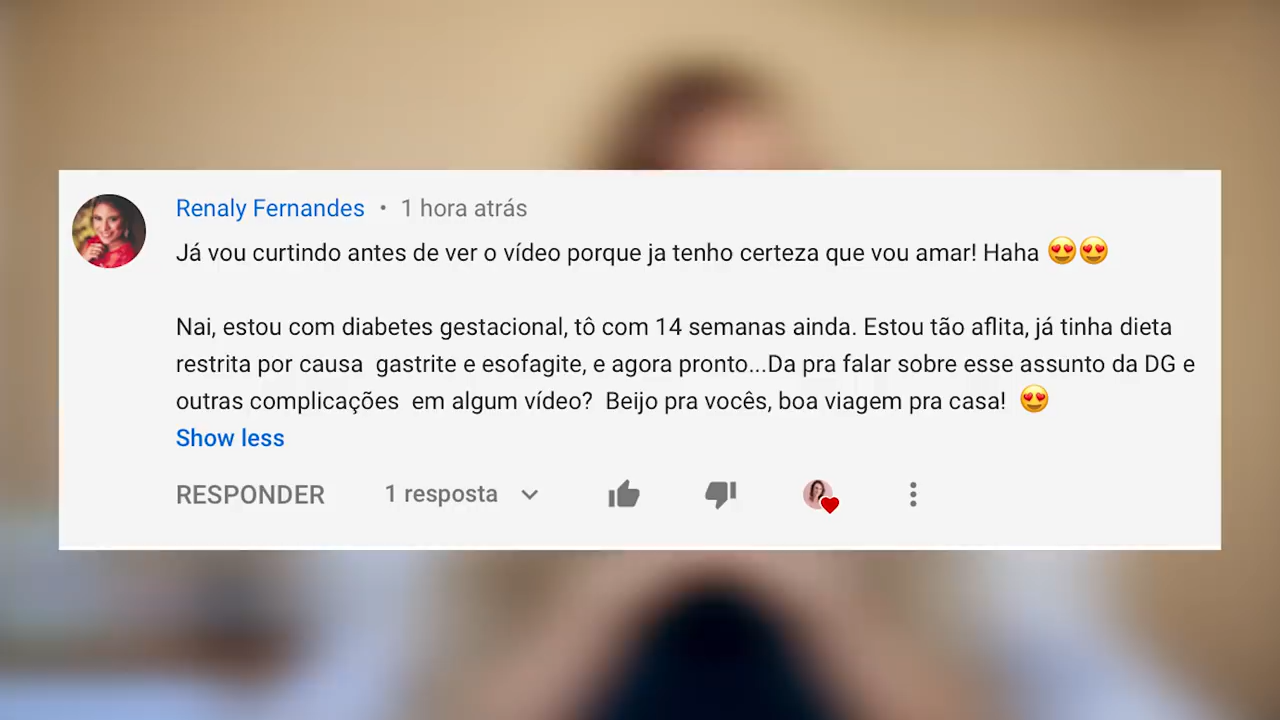 Renaly Fernandes • 1 hora atrás
Já vou curtindo antes de ver o vídeo porque ja tenho certeza que vou amar! Haha 😍😍
Nai, estou com diabetes gestacional, tô com 14 semanas ainda. Estou tão aflita, já tinha dieta
restrita por causa  gastrite e esofagite, e agora pronto...Da pra falar sobre esse assunto da DG e
outras complicações  em algum vídeo?  Beijo pra vocês, boa viagem pra casa!  😍
Show less
RESPONDER 1 resposta